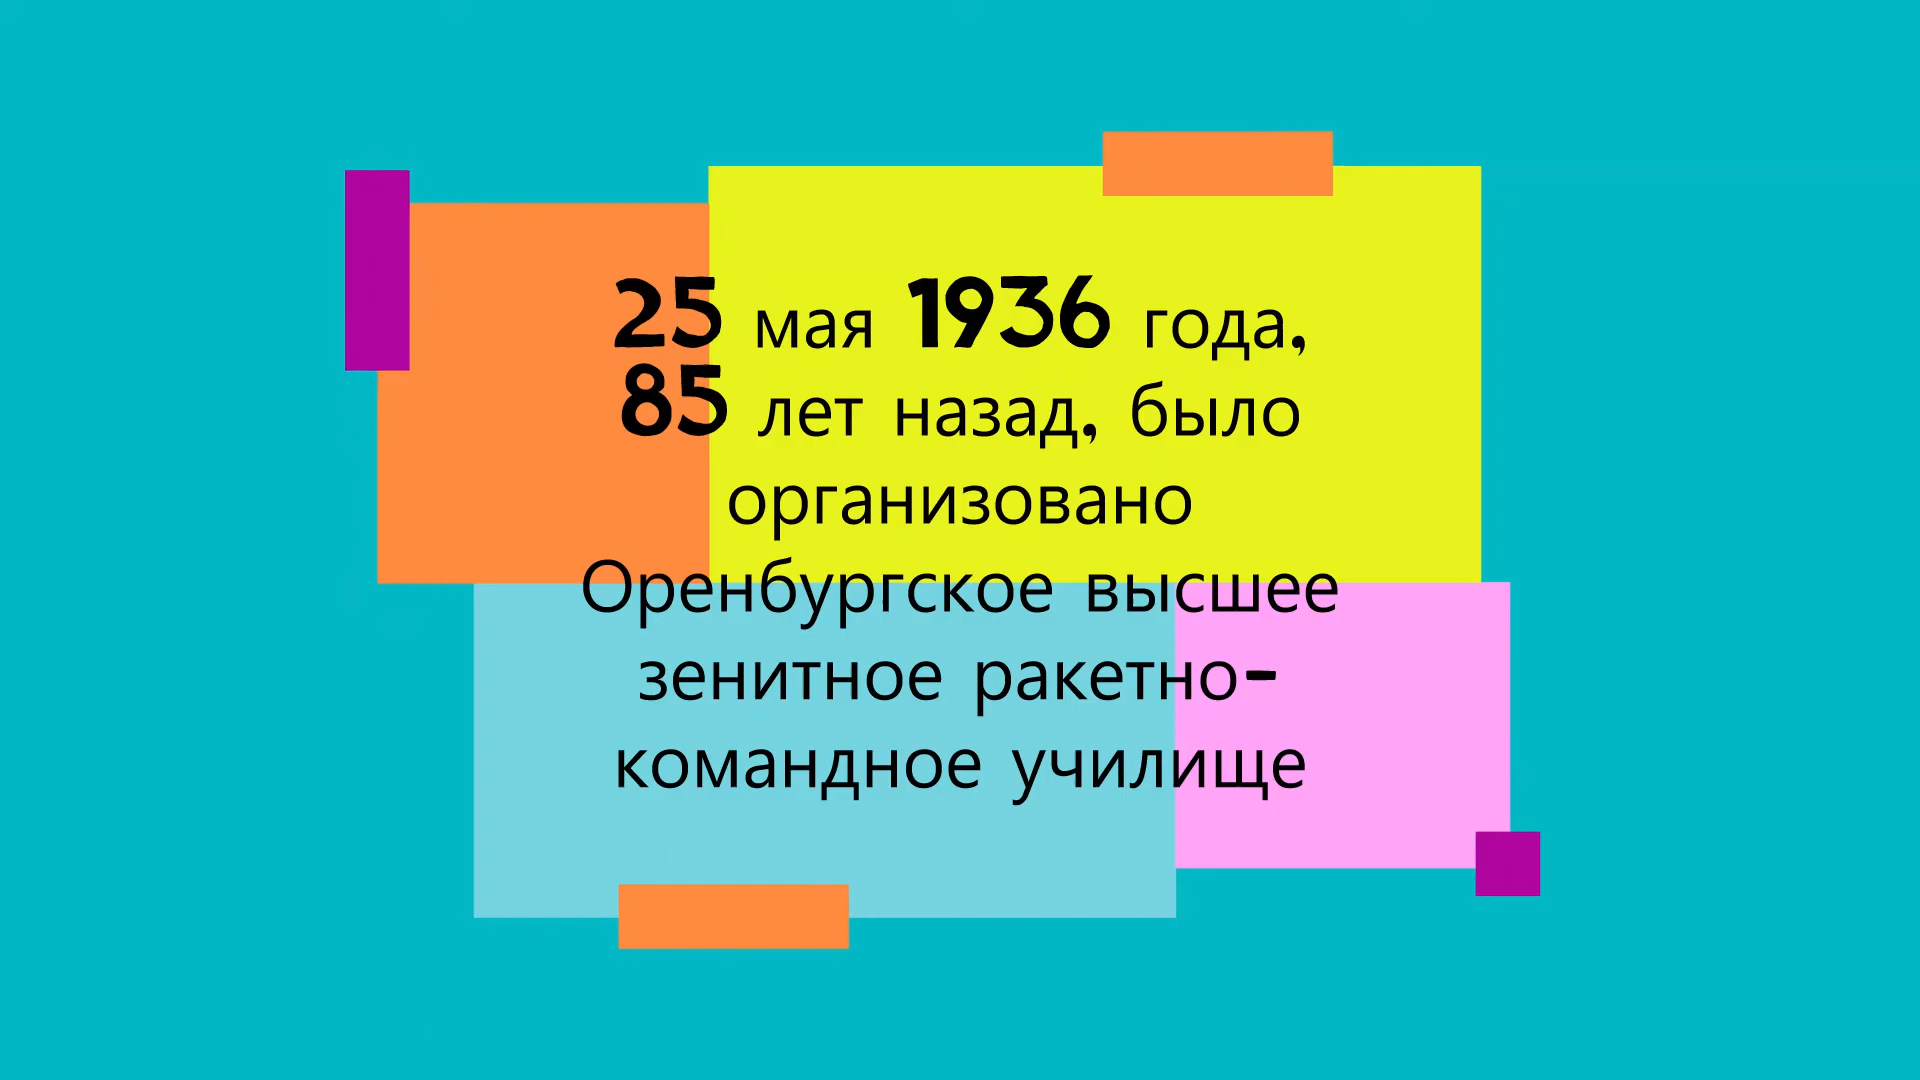 25 мая 1936 года,
85 лет назад, было
организовано
Оренбургское высшее
зенитное ракетно-
командное училище